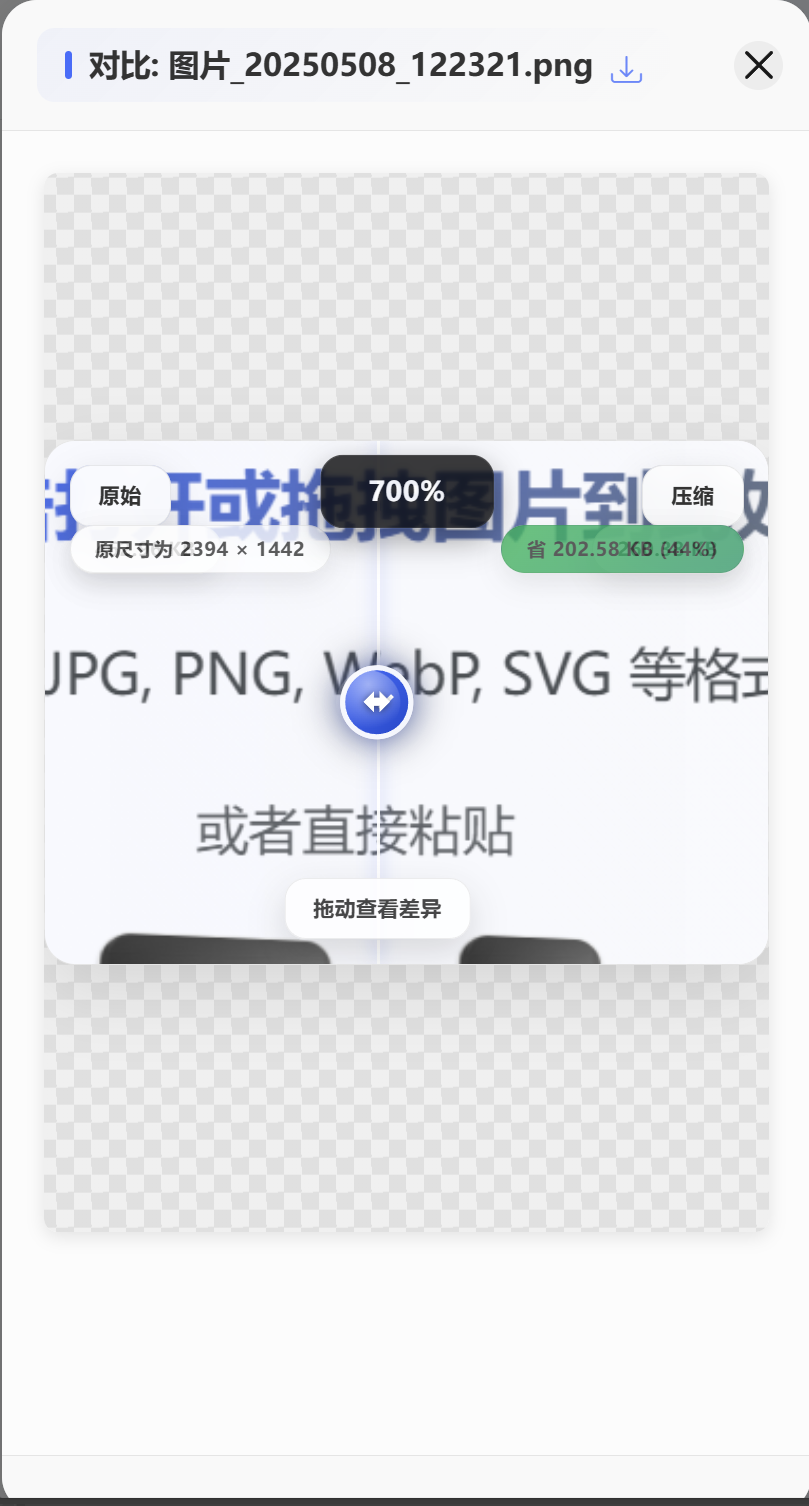 对比: 图片_20250508_122321.png
开或拖拽图片到
原始
700%
压缩
原尺寸为 2394 × 1442
省 202.58 KB (44%)
JPG, PNG, WebP, SVG 等格式
或者直接粘贴
拖动查看差异